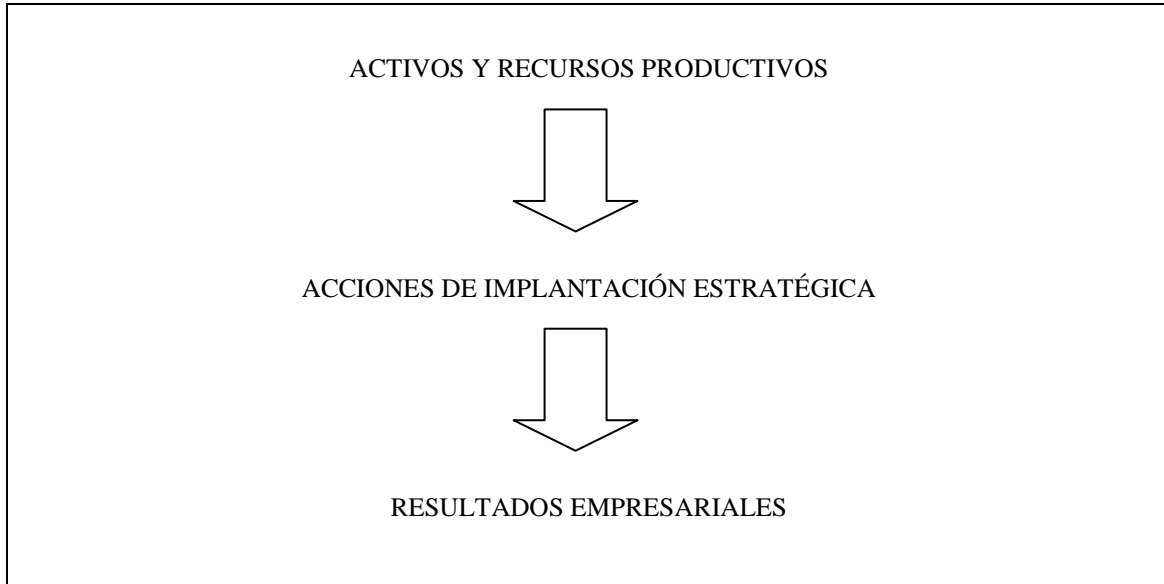 ACTIVOS Y RECURSOS PRODUCTIVOS
ACCIONES DE IMPLANTACIÓN ESTRATÉGICA
RESULTADOS EMPRESARIALES